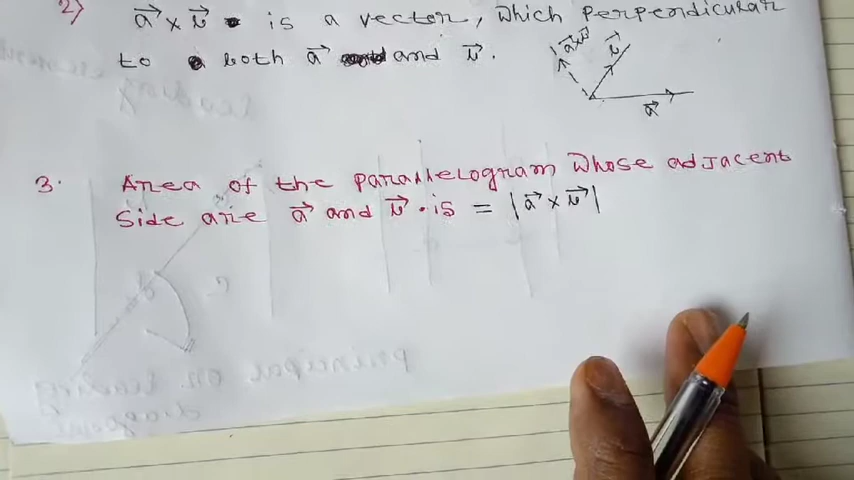 2) a⃗ × b⃗ is a vector, which perpendicular
to both a⃗ and b⃗.
a⃗×b⃗ b⃗
a⃗
3. Area of the parallelogram whose adjacent
side are a⃗ and b⃗ . is = |a⃗ × b⃗|